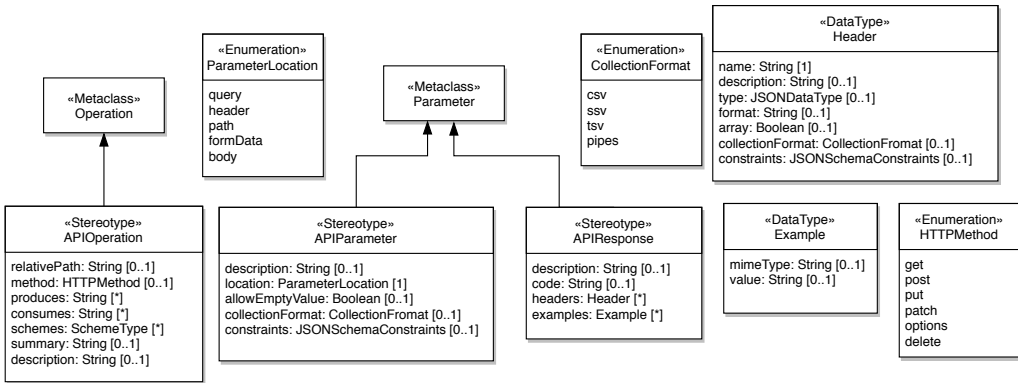 «Metaclass»
Operation
«Enumeration»
ParameterLocation
query
header
path
formData
body
«Metaclass»
Parameter
«Enumeration»
CollectionFormat
csv
ssv
tsv
pipes
«DataType»
Header
name: String [1]
description: String [0..1]
type: JSONDataType [0..1]
format: String [0..1]
array: Boolean [0..1]
collectionFormat: CollectionFromat [0..1]
constraints: JSONSchemaConstraints [0..1]
«Stereotype»
APIOperation
relativePath: String [0..1]
method: HTTPMethod [0..1]
produces: String [*]
consumes: String [*]
schemes: SchemeType [*]
summary: String [0..1]
description: String [0..1]
«Stereotype»
APIParameter
description: String [0..1]
location: ParameterLocation [1]
allowEmptyValue: Boolean [0..1]
collectionFormat: CollectionFromat [0..1]
constraints: JSONSchemaConstraints [0..1]
«Stereotype»
APIResponse
description: String [0..1]
code: String [0..1]
headers: Header [*]
examples: Example [*]
«DataType»
Example
mimeType: String [0..1]
value: String [0..1]
«Enumeration»
HTTPMethod
get
post
put
patch
options
delete